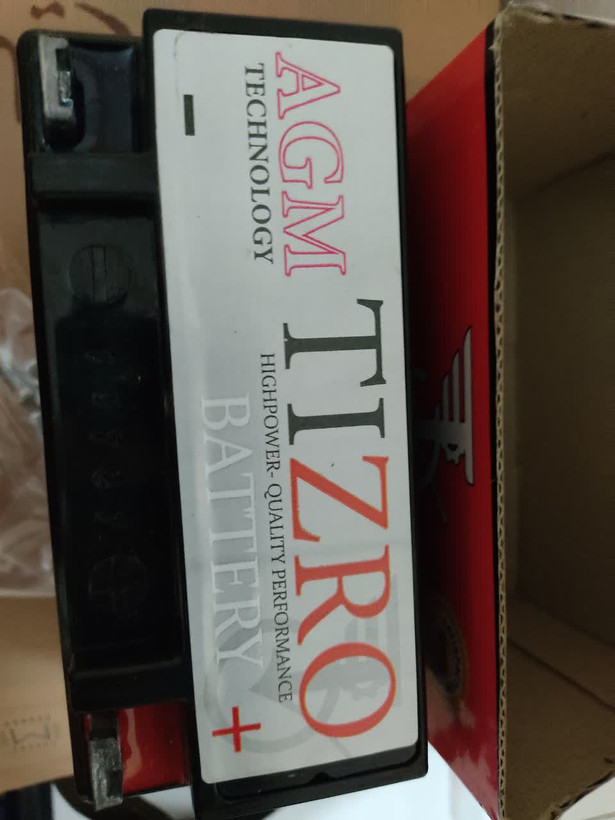 AGM
TECHNOLOGY
TIZRO
HIGHPOWER- QUALITY PERFORMANCE
BATTERY